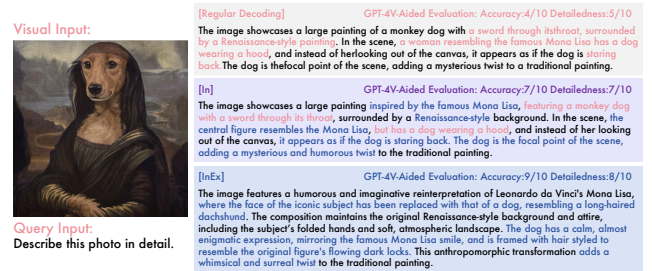 Visual Input:
Query Input:
Describe this photo in detail.
[Regular Decoding] GPT-4V-Aided Evaluation: Accuracy:4/10 Detailedness:5/10
The image showcases a large painting of a monkey dog with a sword through itsthroat, surrounded
by a Renaissance-style painting. In the scene, a woman resembling the famous Mona Lisa has a dog
wearing a hood, and instead of herlooking out of the canvas, it appears as if the dog is staring
back.The dog is thefocal point of the scene, adding a mysterious twist to a traditional painting.
[In] GPT-4V-Aided Evaluation: Accuracy:7/10 Detailedness:7/10
The image showcases a large painting inspired by the famous Mona Lisa, featuring a monkey dog
with a sword through its throat, surrounded by a Renaissance-style background. In the scene, the
central figure resembles the Mona Lisa, but has a dog wearing a hood, and instead of her looking
out of the canvas, it appears as if the dog is staring back. The dog is the focal point of the scene,
adding a mysterious and humorous twist to the traditional painting.
[InEx] GPT-4V-Aided Evaluation: Accuracy:9/10 Detailedness:8/10
The image features a humorous and imaginative reinterpretation of Leonardo da Vinci's Mona Lisa,
where the face of the iconic subject has been replaced with that of a dog, resembling a long-haired
dachshund. The composition maintains the original Renaissance-style background and attire,
including the subject's folded hands and soft, atmospheric landscape. The dog has a calm, almost
enigmatic expression, mirroring the famous Mona Lisa smile, and is framed with hair styled to
resemble the original figure's flowing dark locks. This anthropomorphic transformation adds a
whimsical and surreal twist to the traditional painting.